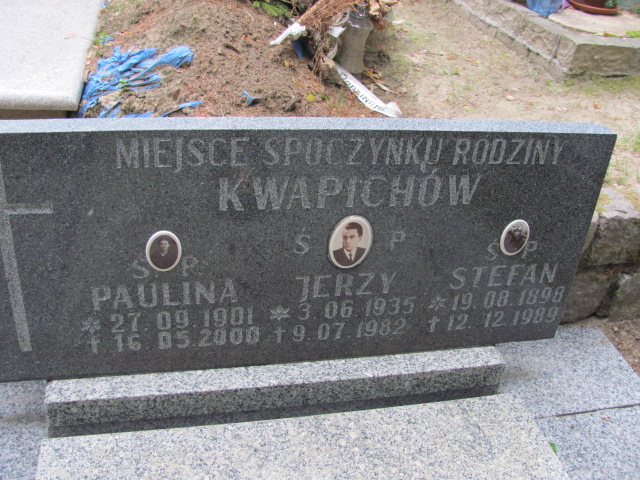 MIEJSCE SPOCZYNKU RODZINY
KWAPICHÓW
Ś P
PAULINA
* 27.09.1901
† 16.05.2000
Ś P
JERZY
* 3.06.1935
† 9.07.1982
Ś P
STEFAN
* 19.08.1898
† 12.12.1989